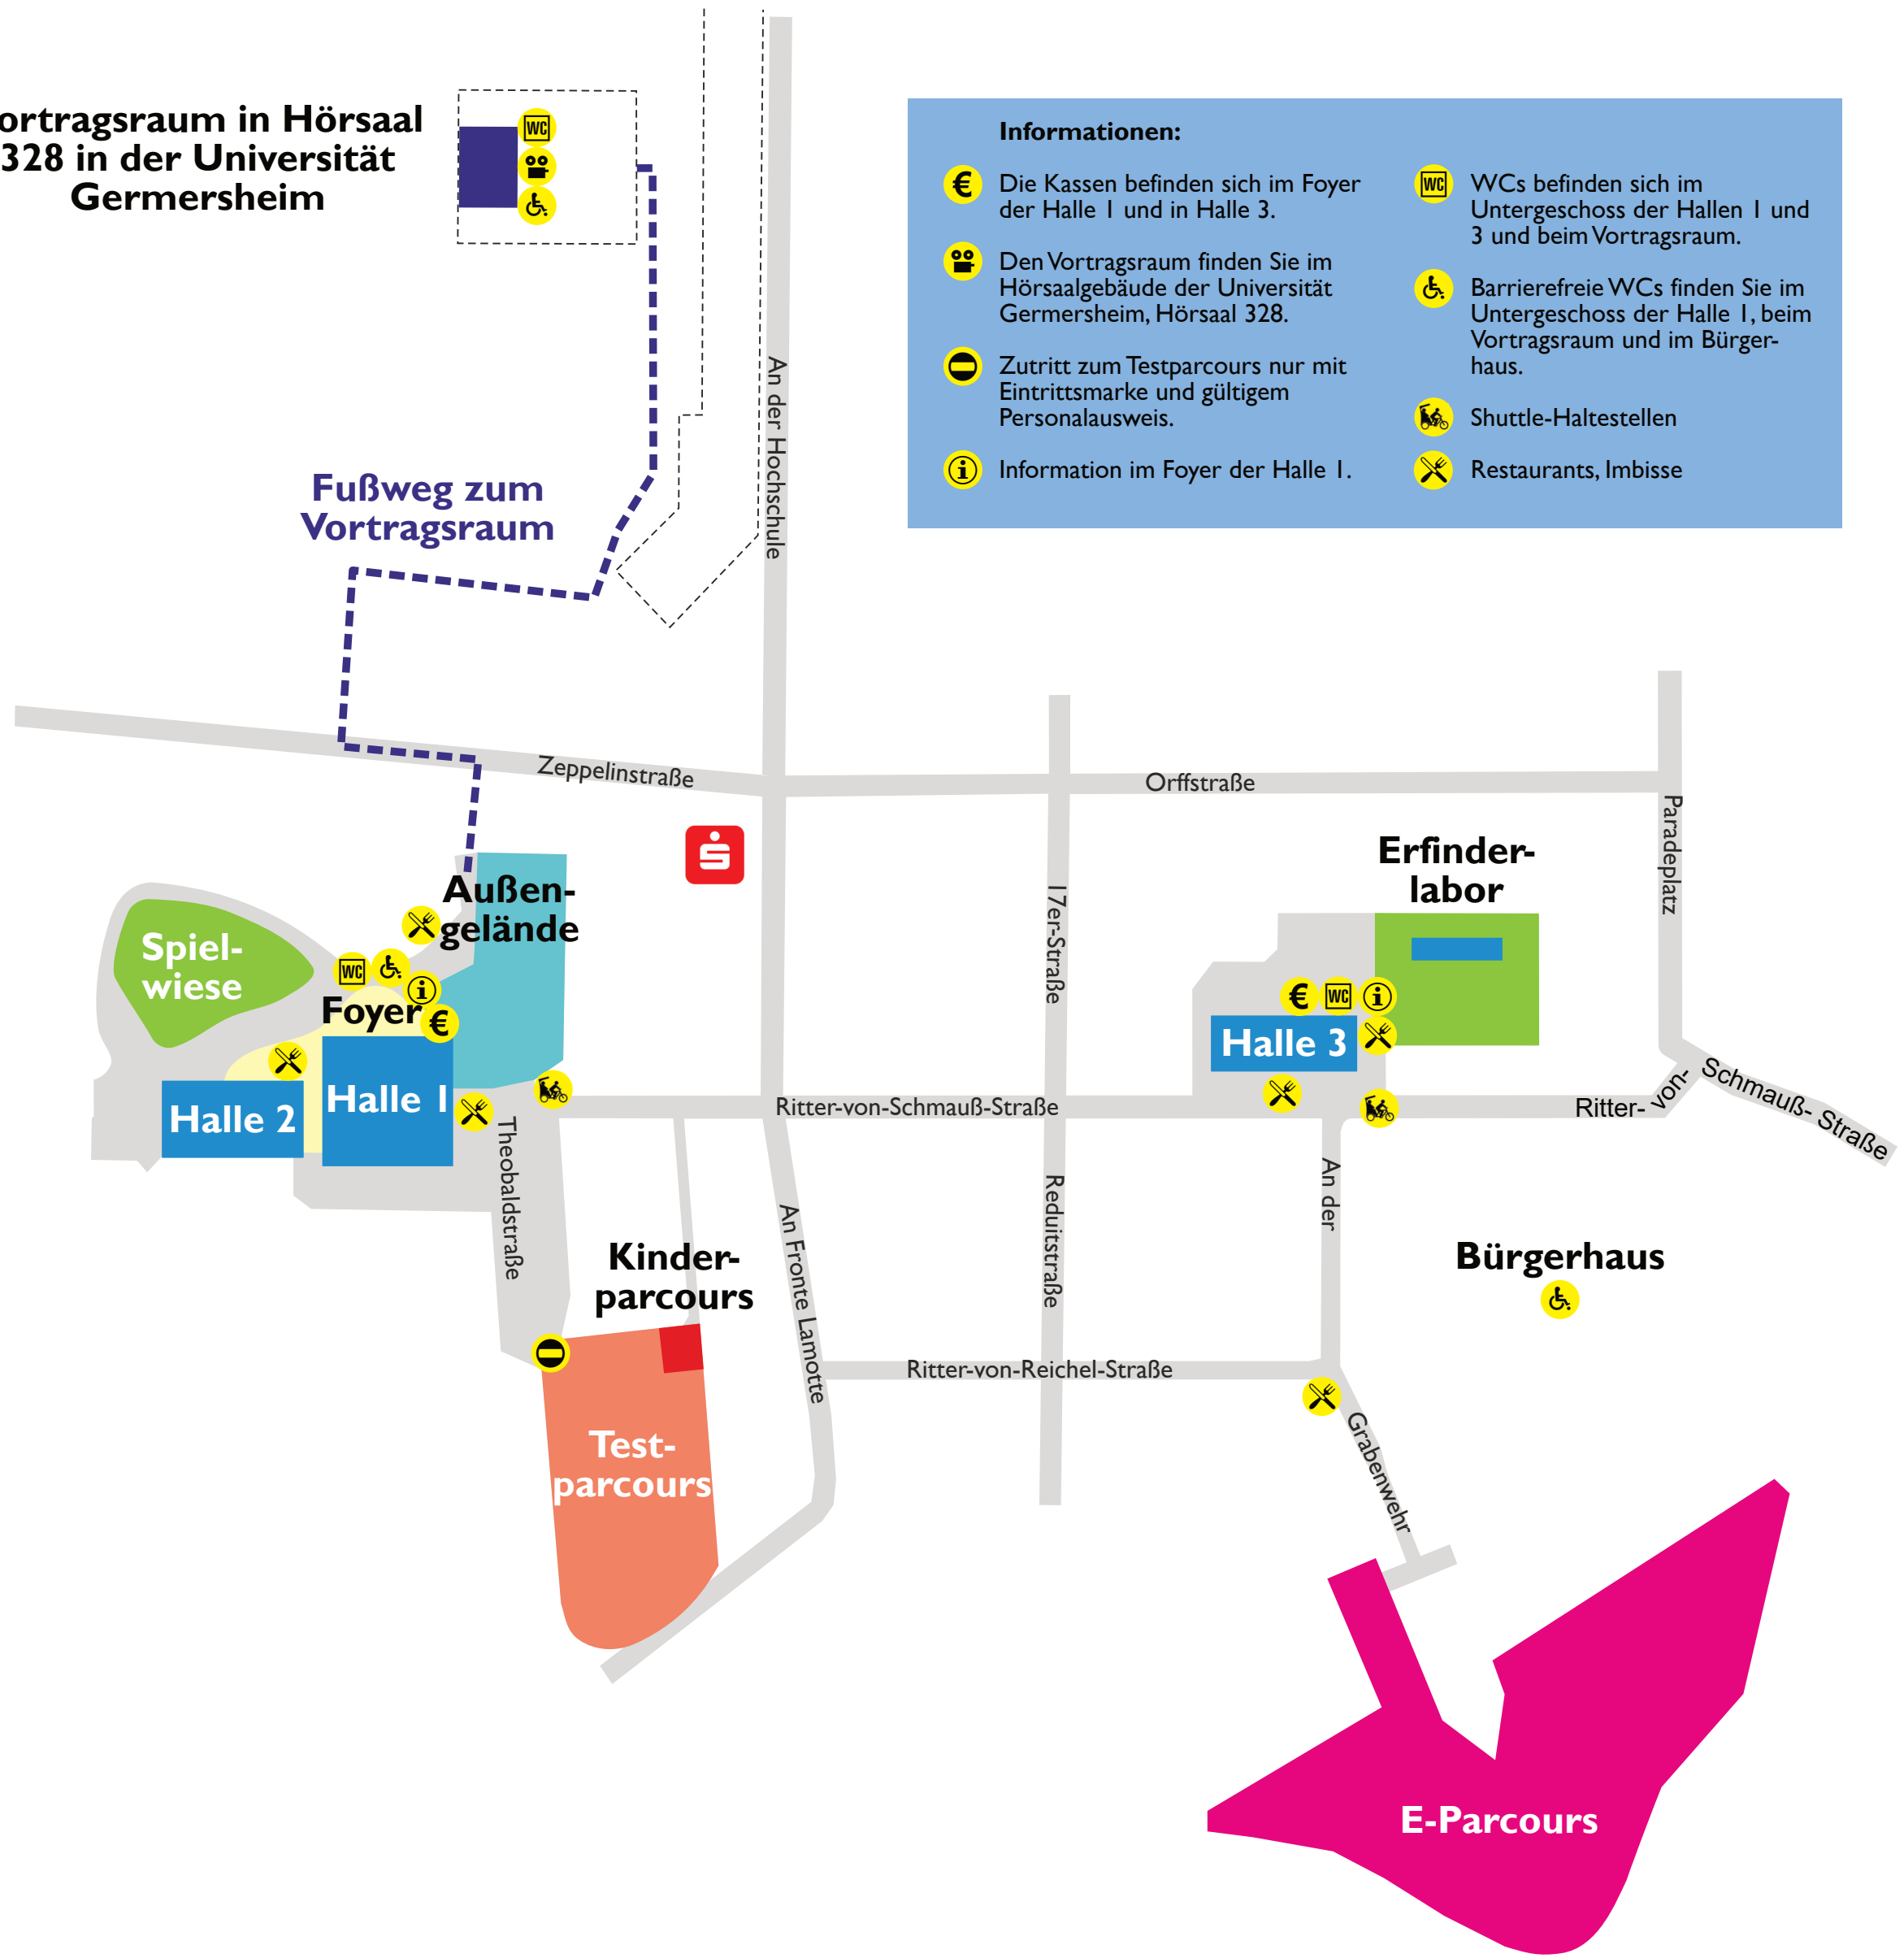 ortragsraum in Hörsaal
328 in der Universität
Germersheim
WC
Informationen:
€ Die Kassen befinden sich im Foyer
der Halle 1 und in Halle 3.
Den Vortragsraum finden Sie im
Hörsaalgebäude der Universität
Germersheim, Hörsaal 328.
Zutritt zum Testparcours nur mit
Eintrittsmarke und gültigem
Personalausweis.
i Information im Foyer der Halle 1.
WC WCs befinden sich im
Untergeschoss der Hallen 1 und
3 und beim Vortragsraum.
Barrierefreie WCs finden Sie im
Untergeschoss der Halle 1, beim
Vortragsraum und im Bürger-
haus.
Shuttle-Haltestellen
Restaurants, Imbisse
An der Hochschule
Fußweg zum
Vortragsraum
Zeppelinstraße
Orffstraße
Paradeplatz
17er-Straße
Erfinder-
labor
Außen-
gelände
Spiel-
wiese
WC
i
Foyer
€
€
WC
i
Halle 3
Halle 1
Halle 2
Ritter-von-Schmauß-Straße
Ritter-
von-
Schmauß-
Straße
Theobaldstraße
An Fronte Lamotte
Reduitstraße
An der
Kinder-
parcours
Bürgerhaus
Ritter-von-Reichel-Straße
Grabenwehr
Test-
parcours
E-Parcours